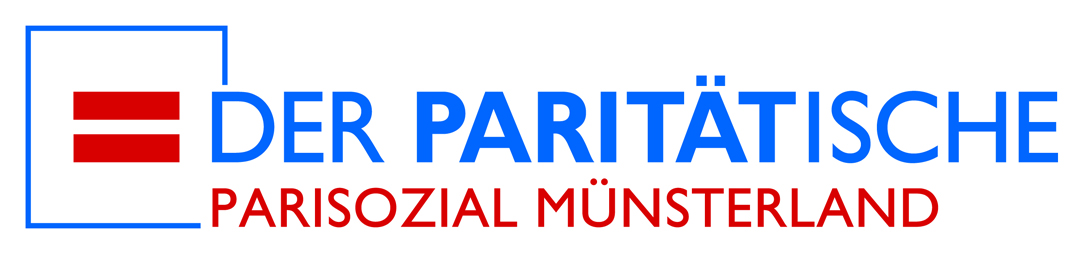 DER PARITÄTISCHE
PARISOZIAL MÜNSTERLAND